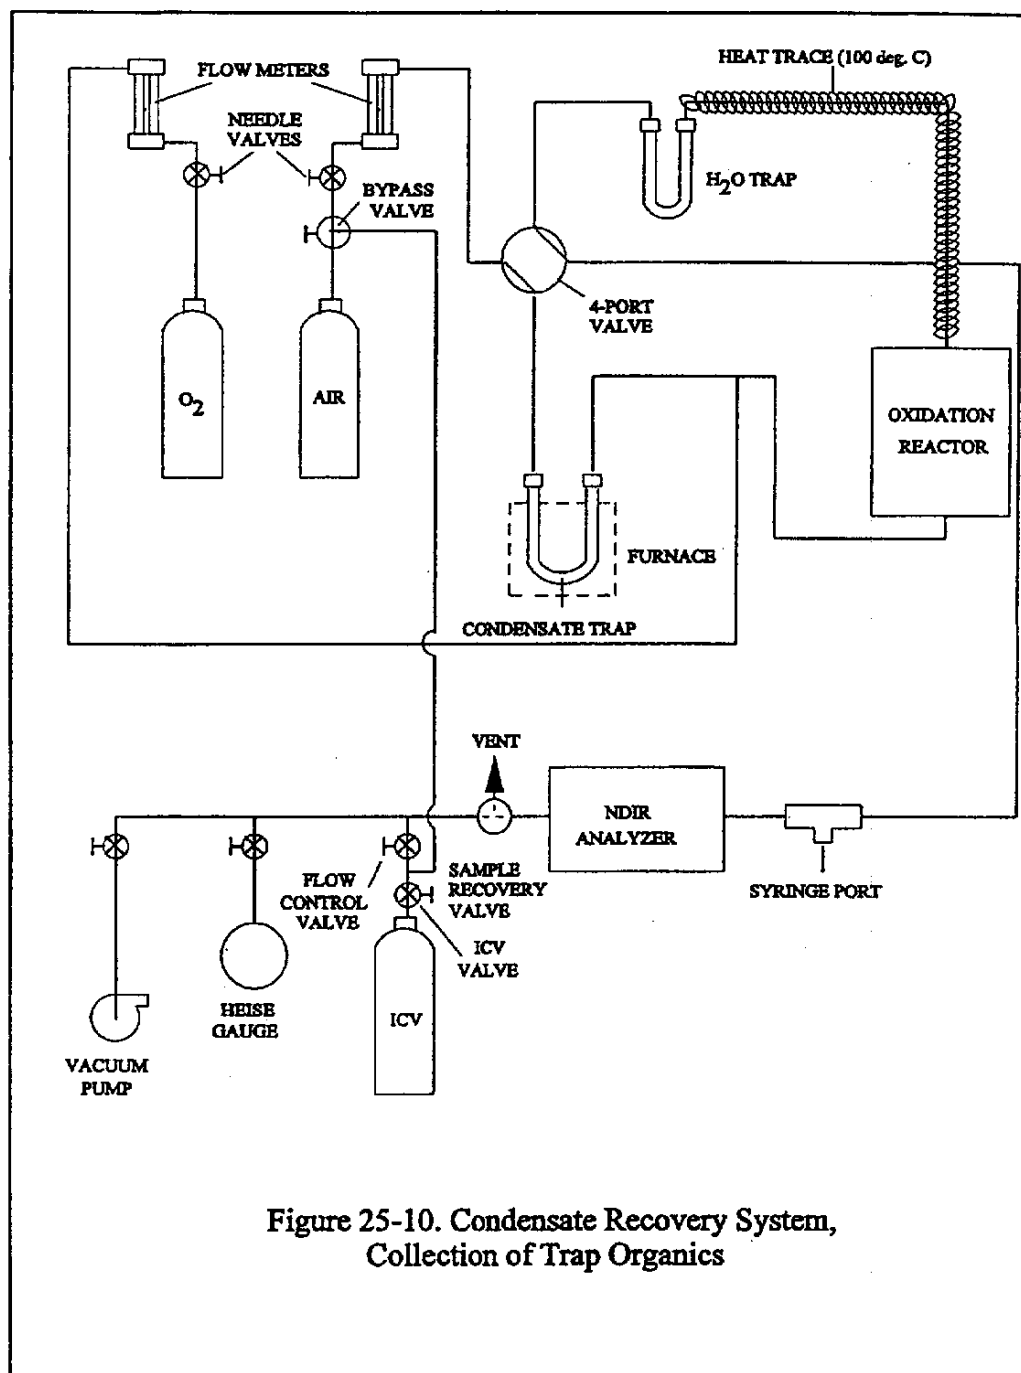 HEAT TRACE (100 deg. C)
FLOW METERS
NEEDLE
VALVES
H2O TRAP
BYPASS
VALVE
4-PORT
VALVE
O2
AIR
OXIDATION
REACTOR
FURNACE
CONDENSATE TRAP
VENT
NDIR
ANALYZER
SYRINGE PORT
FLOW
CONTROL
VALVE
SAMPLE
RECOVERY
VALVE
ICV
VALVE
HEISE
GAUGE
ICV
VACUUM
PUMP
Figure 25-10. Condensate Recovery System,
Collection of Trap Organics